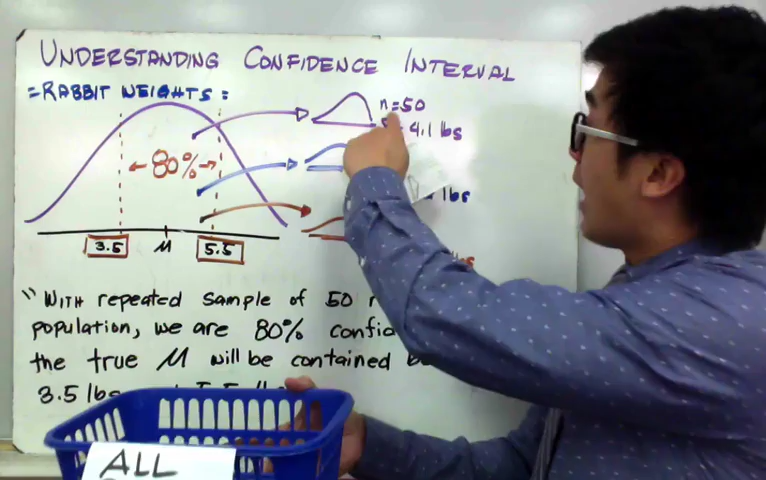 UNDERSTANDING CONFIDENCE INTERVAL
=RABBIT WEIGHTS:
n=50
4.1 lbs
←80%→
lbs
3.5 M 5.5
"WITH repeated sample of 50
population, we are 80%
the true M will be contained
3.5 lbs
ALL